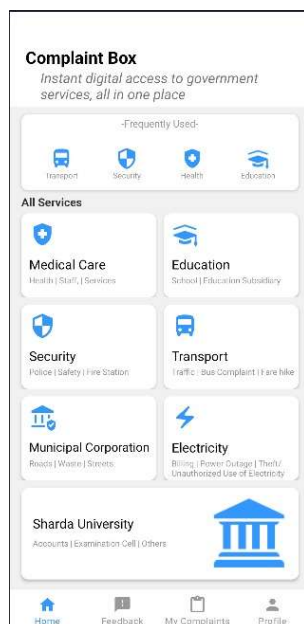 Complaint Box
Instant digital access to government
services, all in one place
-Frequently Used-
Transport Security Health Education
All Services
Medical Care Education
Health | Staff, | Services School | Education Subsidiary
Security Transport
Police | Safety | Fire Station Traffic | Bus Complaint | Fare hike
Municipal Corporation Electricity
Roads | Waste | Streets Billing | Power Outage | Theft/
Unauthorized Use of Electricity
Sharda University
Accounts | Examination Cell | Others
Home Feedback My Complaints Profile